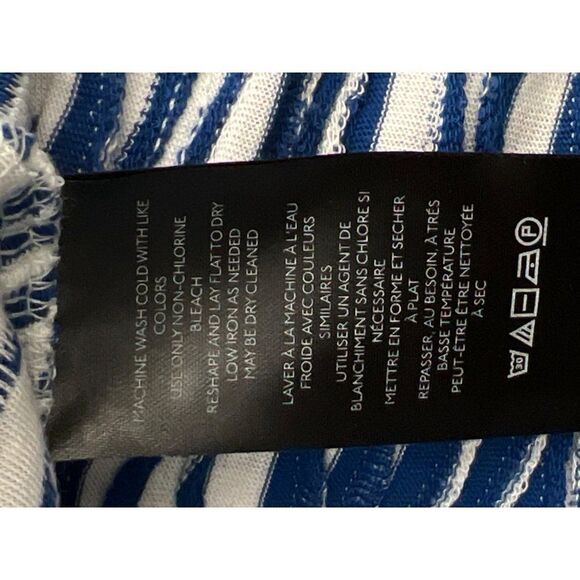 MACHINE WASH COLD WITH LIKE
COLORS
USE ONLY NON-CHLORINE
BLEACH
RESHAPE AND LAY FLAT TO DRY
LOW IRON AS NEEDED
MAY BE DRY CLEANED
LAVER À LA MACHINE À L'EAU
FROIDE AVEC COULEURS
SIMILAIRES
UTILISER UN AGENT DE
BLANCHIMENT SANS CHLORE SI
NÉCESSAIRE
METTRE EN FORME ET SECHER
À PLAT
REPASSER, AU BESOIN, À TRÉS
BASSE TEMPÉRATURE
PEUT-ÊTRE ÊTRE NETTOYÉE
À SEC
30 P